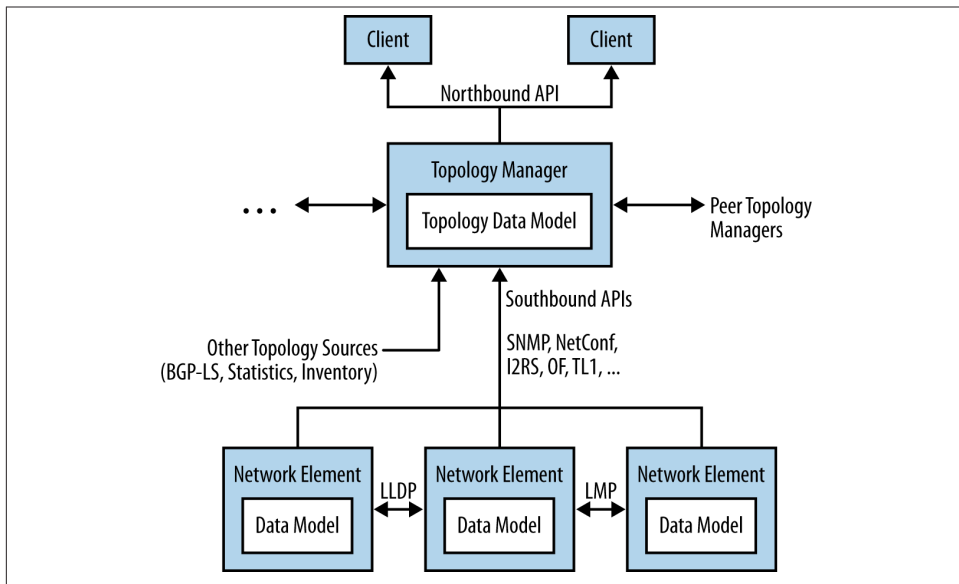 Client
Client
Northbound API
Topology Manager
Topology Data Model
...
Peer Topology
Managers
Southbound APIs
Other Topology Sources
(BGP-LS, Statistics, Inventory)
SNMP, NetConf,
I2RS, OF, TL1, ...
Network Element
Data Model
LLDP
Network Element
Data Model
LMP
Network Element
Data Model